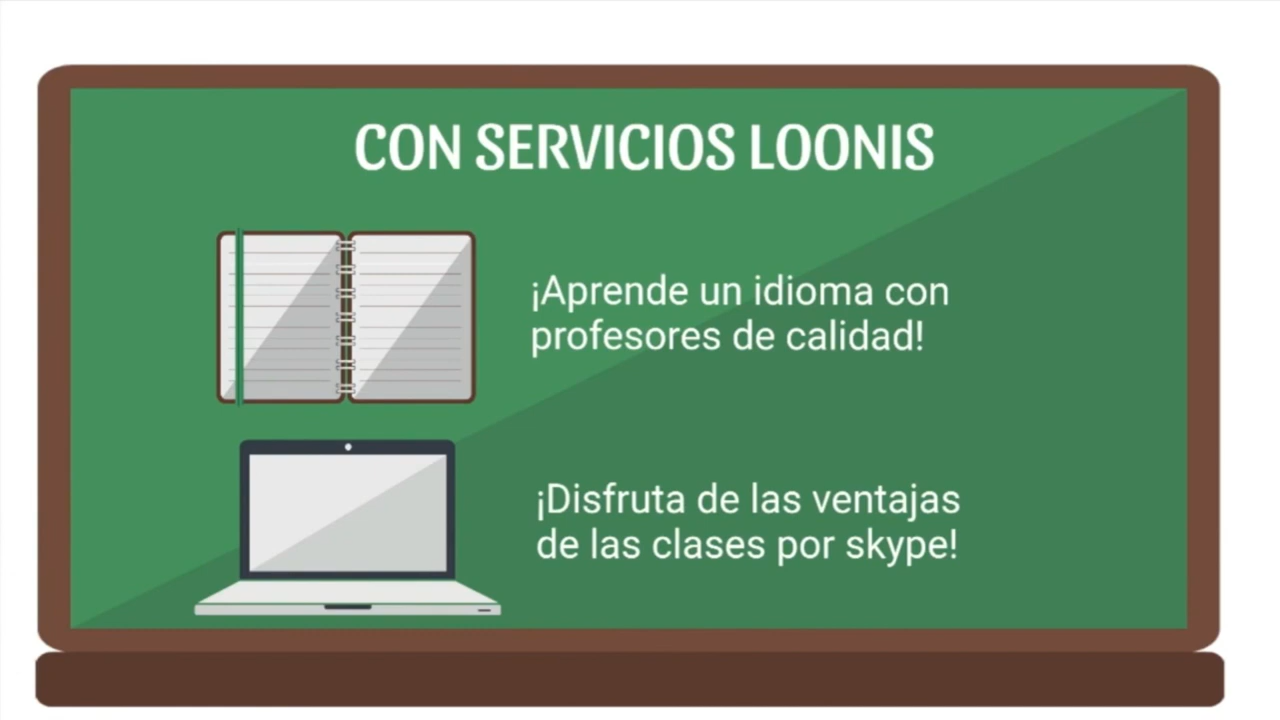 CON SERVICIOS LOONIS
¡Aprende un idioma con
profesores de calidad!
¡Disfruta de las ventajas
de las clases por skype!